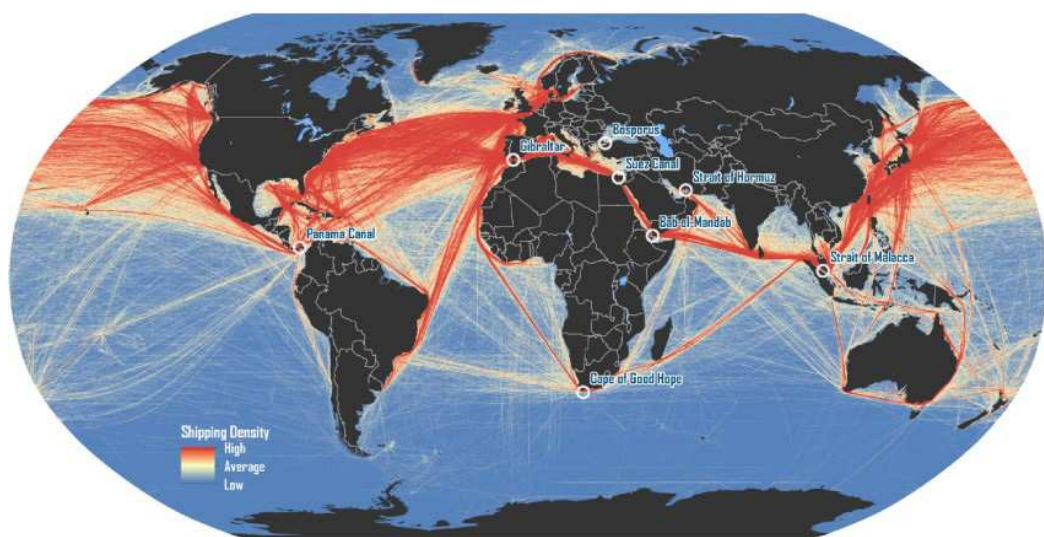 Bosporus
Gibraltar
Suez Canal
Strait of Hormuz
Bab el-Mandab
Panama Canal
Strait of Malacca
Cape of Good Hope
Shipping Density
High
Average
Low